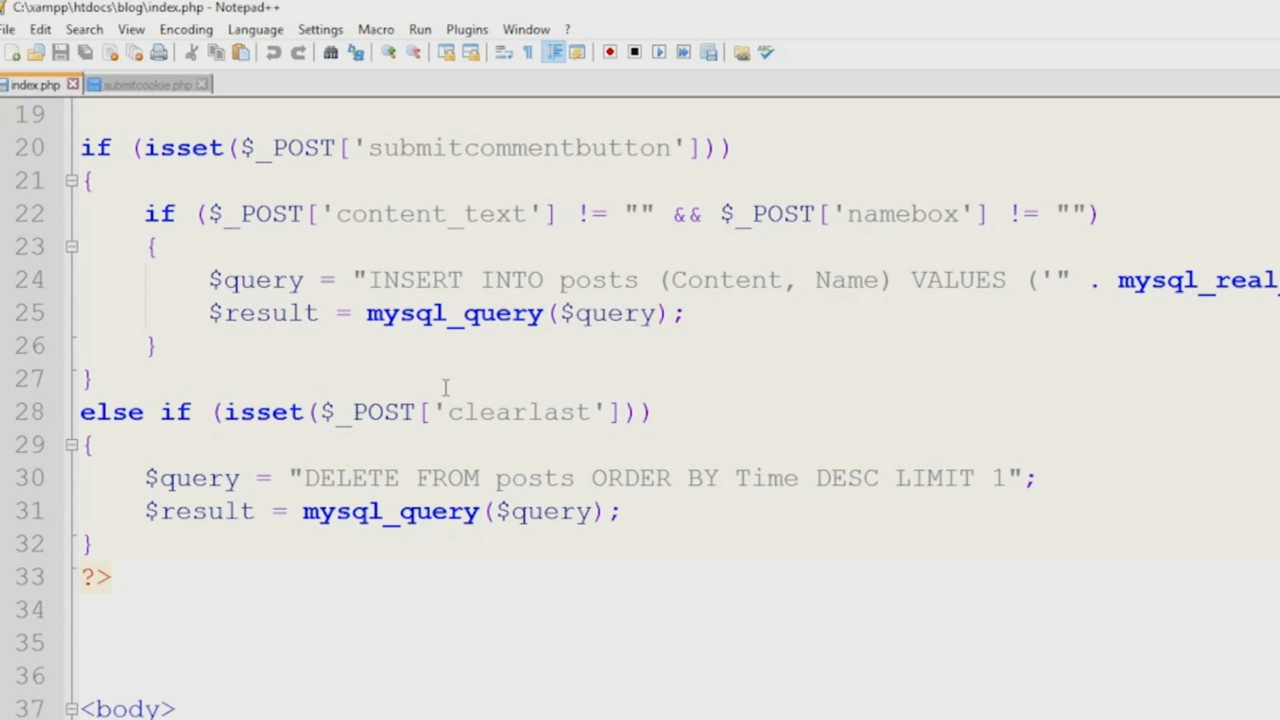 C:\xampp\htdocs\blog\index.php - Notepad++
File Edit Search View Encoding Language Settings Macro Run Plugins Window ?
index.php submitcookie.php
19
20 if (isset($_POST['submitcommentbutton']))
21 {
22 if ($_POST['content_text'] != "" && $_POST['namebox'] != "")
23 {
24 $query = "INSERT INTO posts (Content, Name) VALUES ('" . mysql_real_
25 $result = mysql_query($query);
26 }
27 }
28 else if (isset($_POST['clearlast']))
29 {
30 $query = "DELETE FROM posts ORDER BY Time DESC LIMIT 1";
31 $result = mysql_query($query);
32 }
33 ?>
34
35
36
37 <body>